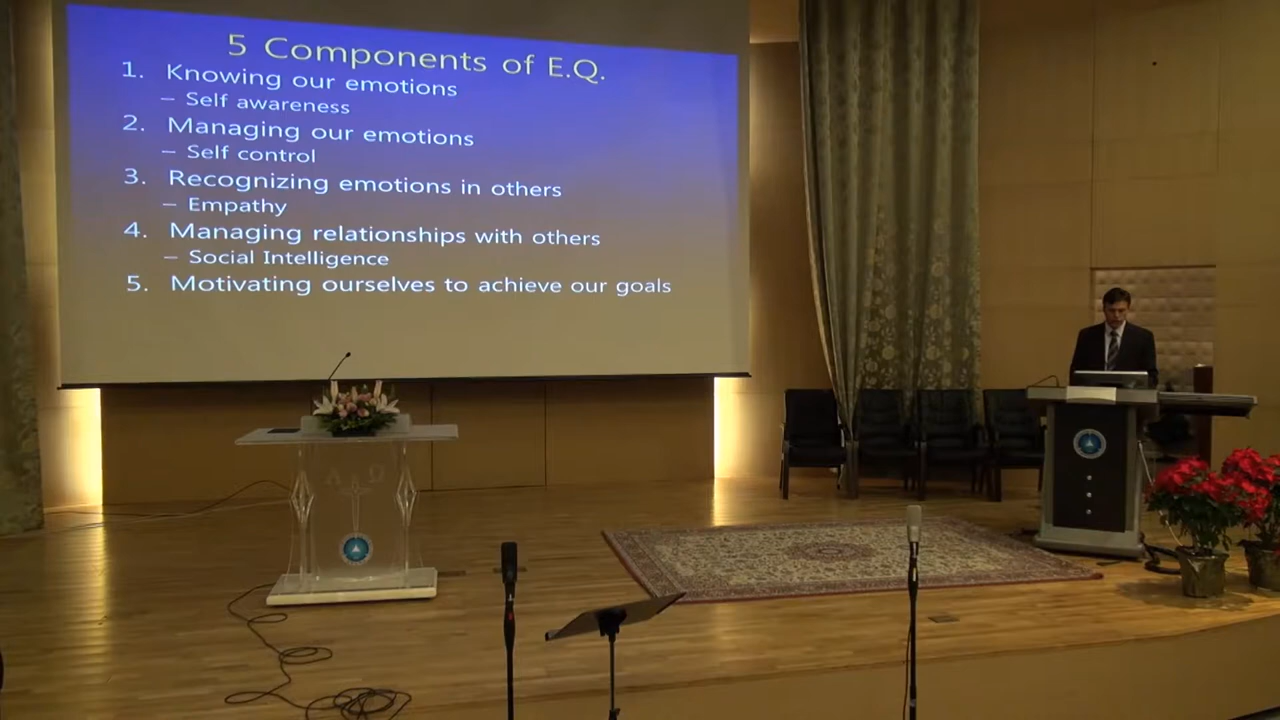 5 Components of E.Q.
1. Knowing our emotions
– Self awareness
2. Managing our emotions
– Self control
3. Recognizing emotions in others
– Empathy
4. Managing relationships with others
– Social Intelligence
5. Motivating ourselves to achieve our goals
Α Ω